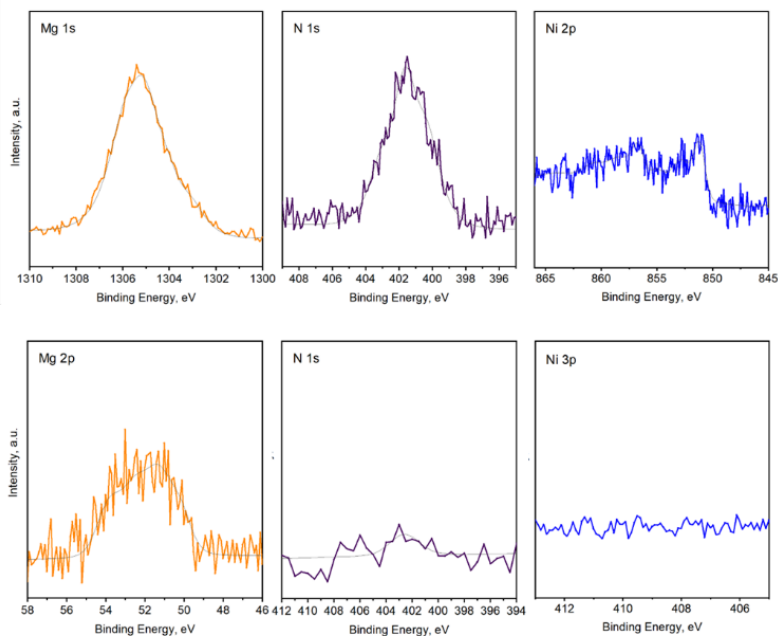 Mg 1s
N 1s
Ni 2p
Intensity, a.u.
1310 1308 1306 1304 1302 1300
408 406 404 402 400 398 396
865 860 855 850 845
Binding Energy, eV
Binding Energy, eV
Binding Energy, eV
Mg 2p
N 1s
Ni 3p
Intensity, a.u.
58 56 54 52 50 48 46
412 410 408 406 404 402 400 398 396 394
412 410 408 406
Binding Energy, eV
Binding Energy, eV
Binding Energy, eV